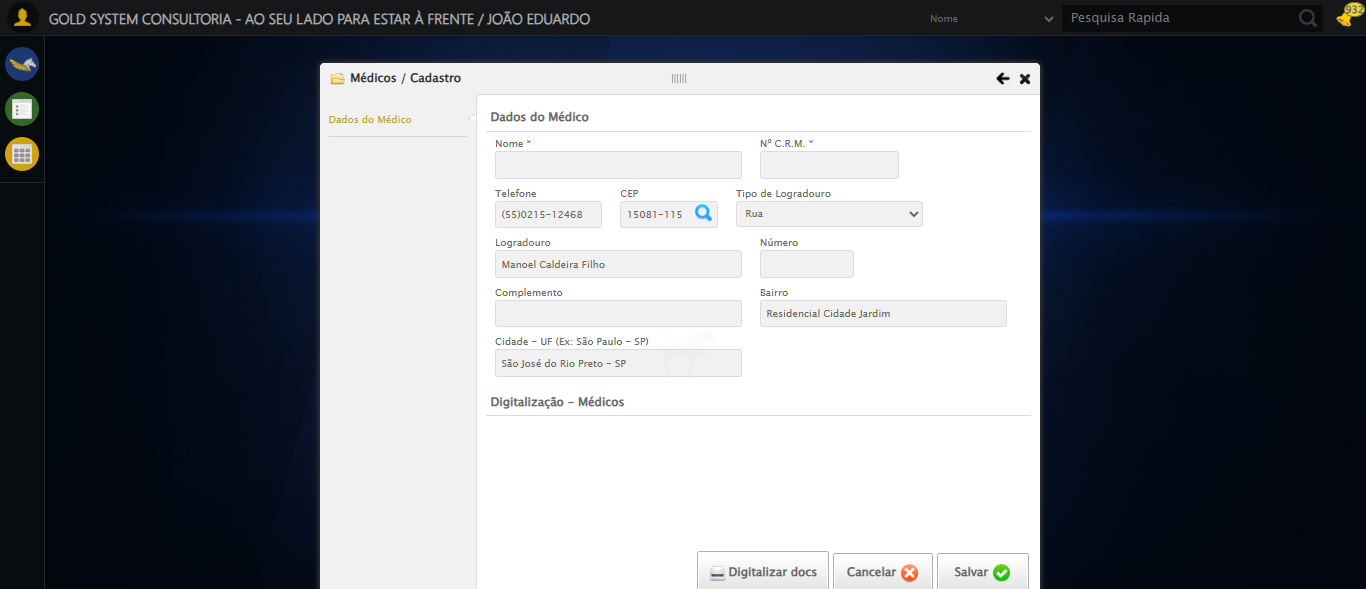 GOLD SYSTEM CONSULTORIA - AO SEU LADO PARA ESTAR À FRENTE / JOÃO EDUARDO
Nome
Pesquisa Rapida
932
Médicos / Cadastro
Dados do Médico
Dados do Médico
Nome *
Nº C.R.M. *
Telefone
CEP
Tipo de Logradouro
(55)0215-12468
15081-115
Rua
Logradouro
Número
Manoel Caldeira Filho
Complemento
Bairro
Residencial Cidade Jardim
Cidade - UF (Ex: São Paulo - SP)
São José do Rio Preto - SP
Digitalização - Médicos
Digitalizar docs
Cancelar
Salvar